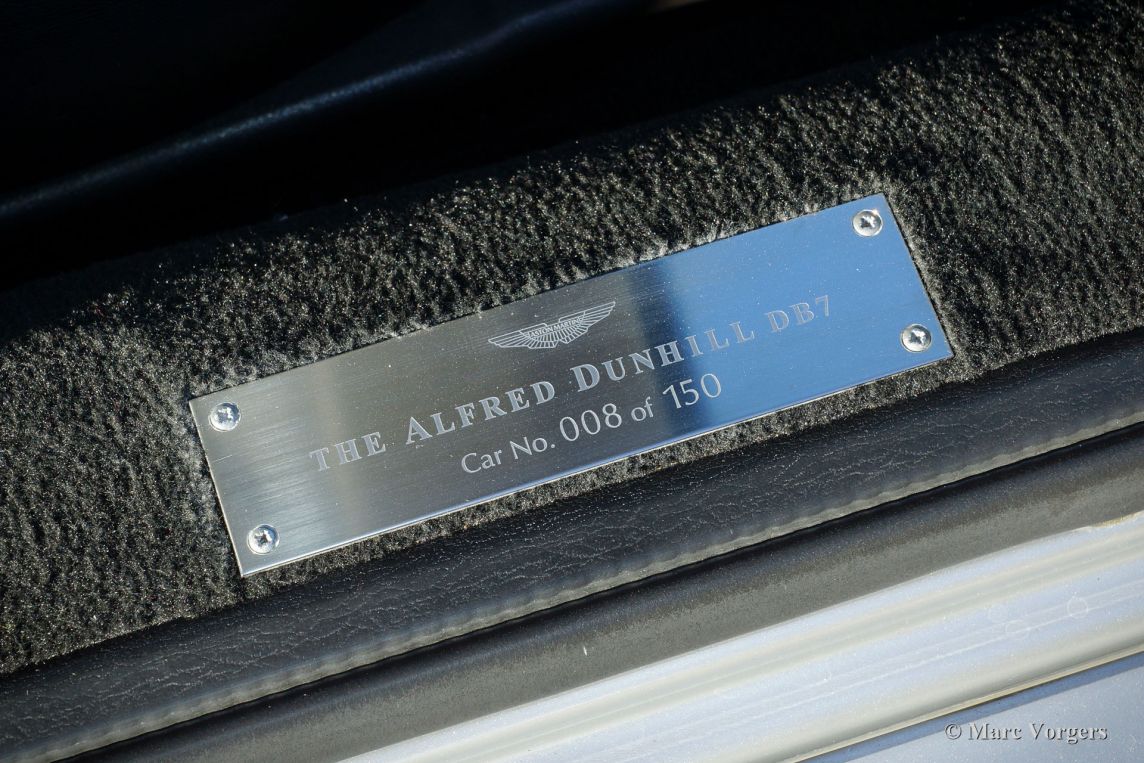 ASTON MARTIN
THE ALFRED DUNHILL DB7
Car No. 008 of 150
© Marc Vorgers